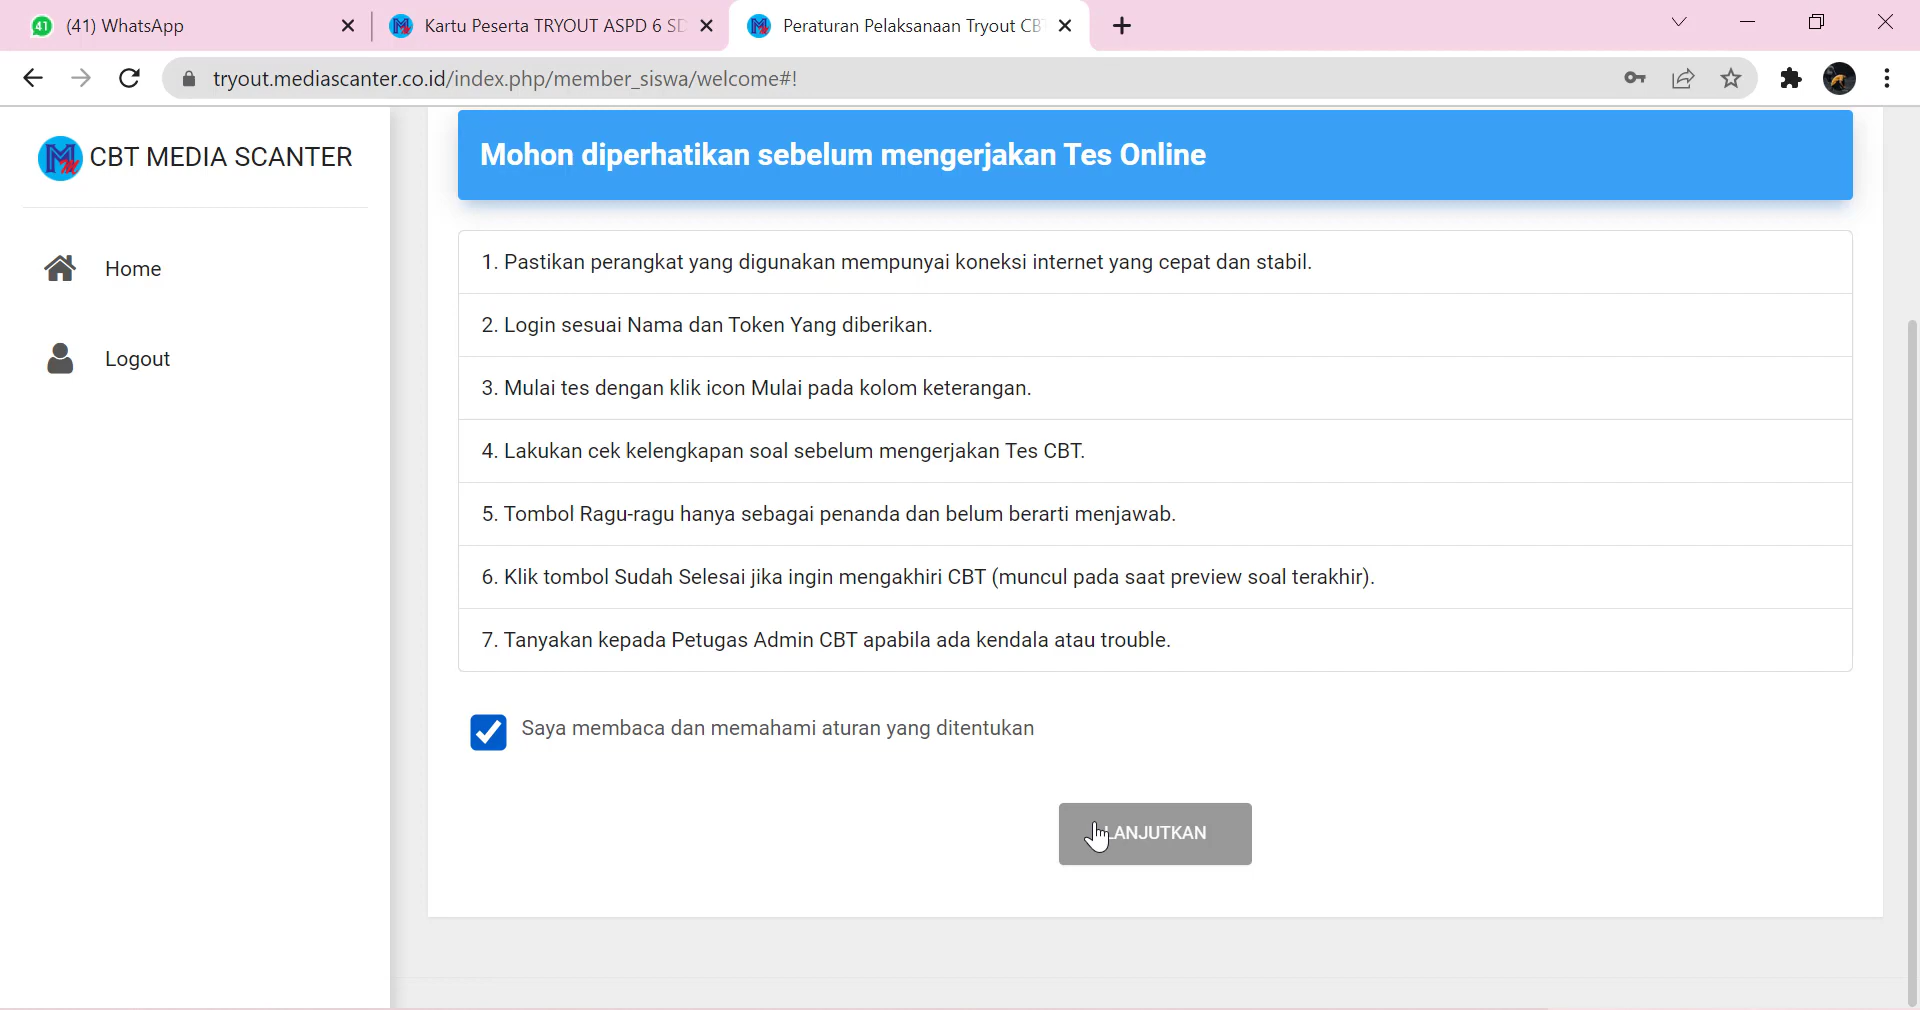 41 (41) WhatsApp
Kartu Peserta TRYOUT ASPD 6 SD
Peraturan Pelaksanaan Tryout CB
tryout.mediascanter.co.id/index.php/member_siswa/welcome#!
CBT MEDIA SCANTER
Home
Logout
Mohon diperhatikan sebelum mengerjakan Tes Online
1. Pastikan perangkat yang digunakan mempunyai koneksi internet yang cepat dan stabil.
2. Login sesuai Nama dan Token Yang diberikan.
3. Mulai tes dengan klik icon Mulai pada kolom keterangan.
4. Lakukan cek kelengkapan soal sebelum mengerjakan Tes CBT.
5. Tombol Ragu-ragu hanya sebagai penanda dan belum berarti menjawab.
6. Klik tombol Sudah Selesai jika ingin mengakhiri CBT (muncul pada saat preview soal terakhir).
7. Tanyakan kepada Petugas Admin CBT apabila ada kendala atau trouble.
Saya membaca dan memahami aturan yang ditentukan
LANJUTKAN